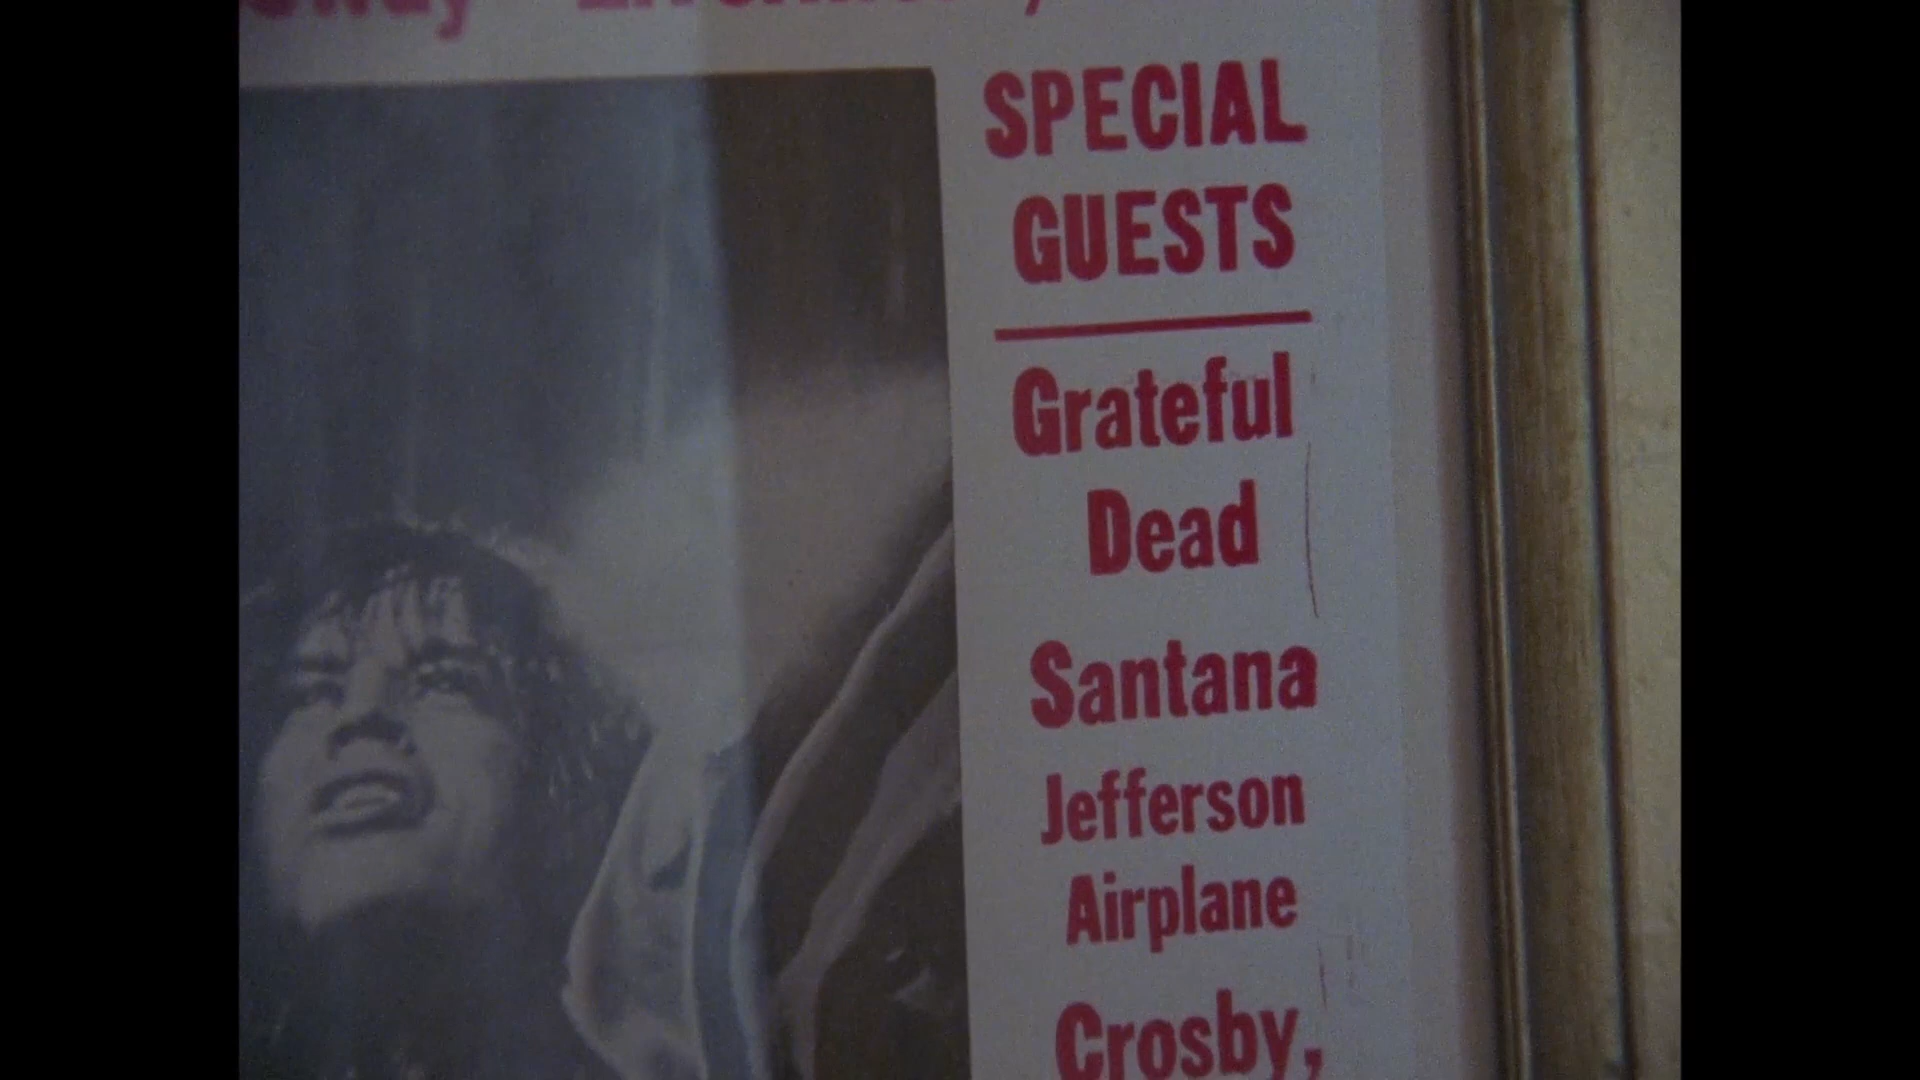 SPECIAL
GUESTS
Grateful
Dead
Santana
Jefferson
Airplane
Crosby,